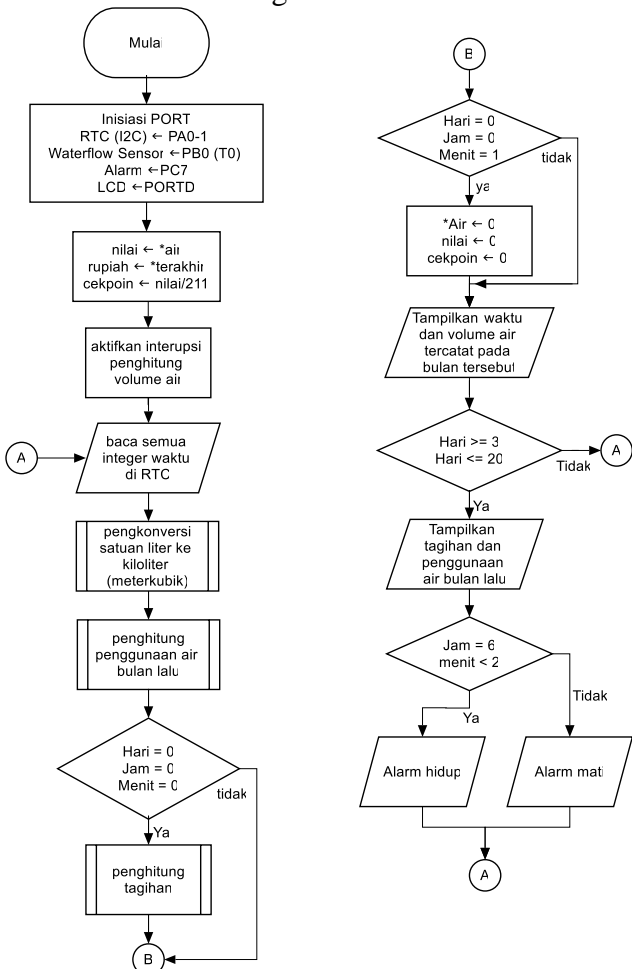 Mulai
Inisiasi PORT
RTC (I2C) ← PA0-1
Waterflow Sensor ←PB0 (T0)
Alarm ←PC7
LCD ←PORTD
nilai ← *air
rupiah ← *terakhir
cekpoin ← nilai/211
aktifkan interupsi
penghitung
volume air
A
baca semua
integer waktu
di RTC
pengkonversi
satuan liter ke
kiloliter
(meterkubik)
penghitung
penggunaan air
bulan lalu
Hari = 0
Jam = 0
Menit = 0
tidak
Ya
penghitung
tagihan
B
B
Hari = 0
Jam = 0
Menit = 1
tidak
ya
*Air ← 0
nilai ← 0
cekpoin ← 0
Tampilkan waktu
dan volume air
tercatat pada
bulan tersebut
Hari >= 3
Hari <= 20
Tidak
A
Ya
Tampilkan
tagihan dan
penggunaan
air bulan lalu
Jam = 6
menit < 2
Tidak
Ya
Alarm hidup
Alarm mati
A